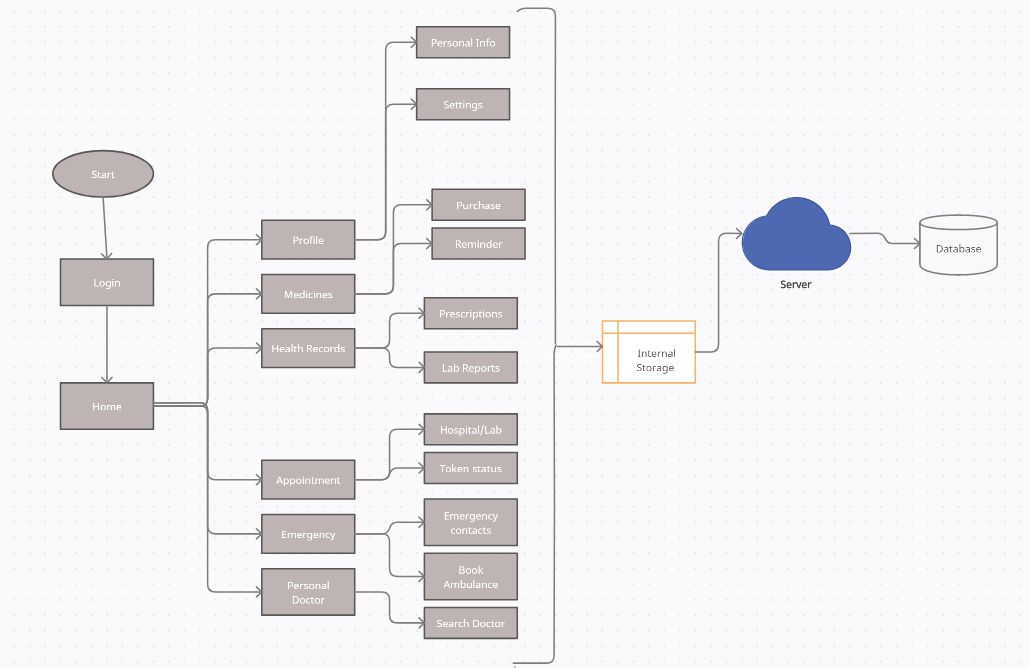 Start
Login
Home
Profile
Medicines
Health Records
Appointment
Emergency
Personal
Doctor
Personal Info
Settings
Purchase
Reminder
Prescriptions
Lab Reports
Hospital/Lab
Token status
Emergency
contacts
Book
Ambulance
Search Doctor
Internal
Storage
Server
Database